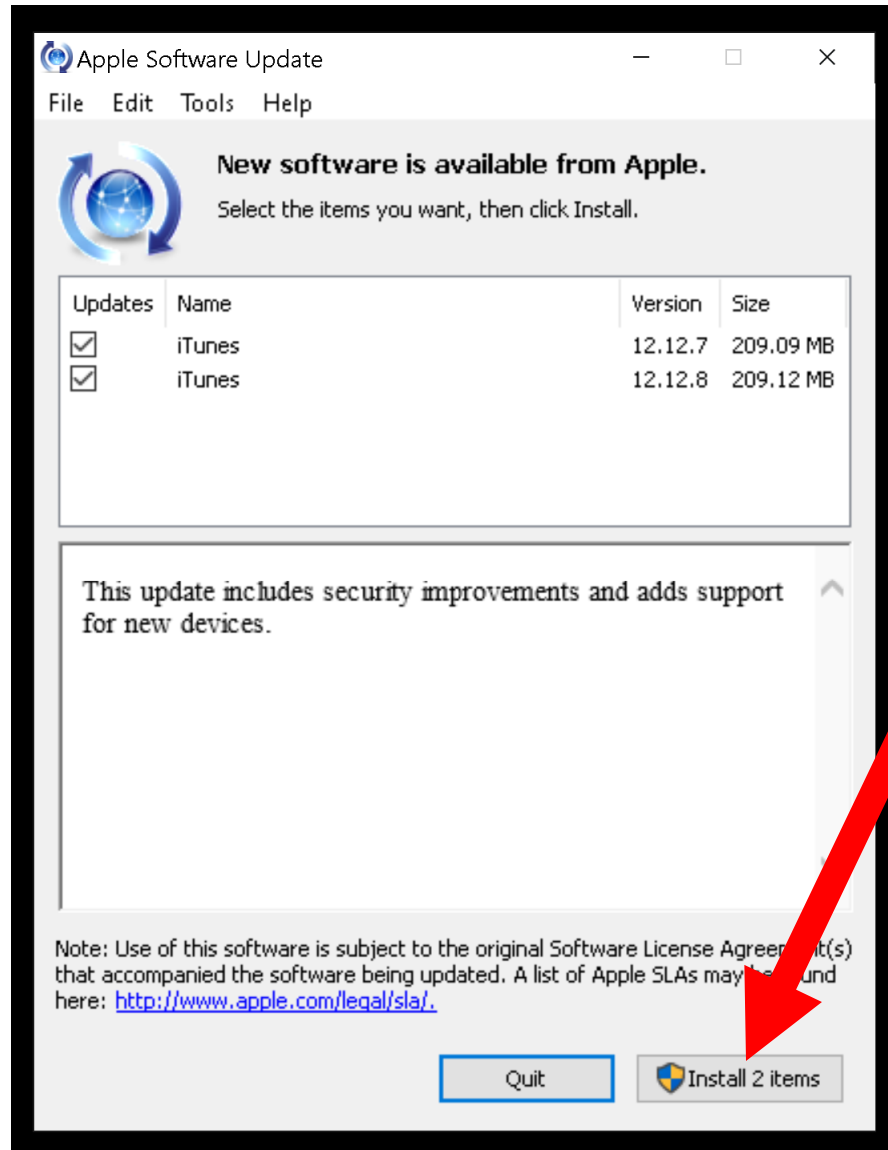 Apple Software Update
File Edit Tools Help
New software is available from Apple.
Select the items you want, then click Install.
Updates Name Version Size
iTunes 12.12.7 209.09 MB
iTunes 12.12.8 209.12 MB
This update includes security improvements and adds support
for new devices.
Note: Use of this software is subject to the original Software License
that accompanied the software being updated. A list of Apple SLAs may
here: http://www.apple.com/legal/sla/.
Quit Install 2 items